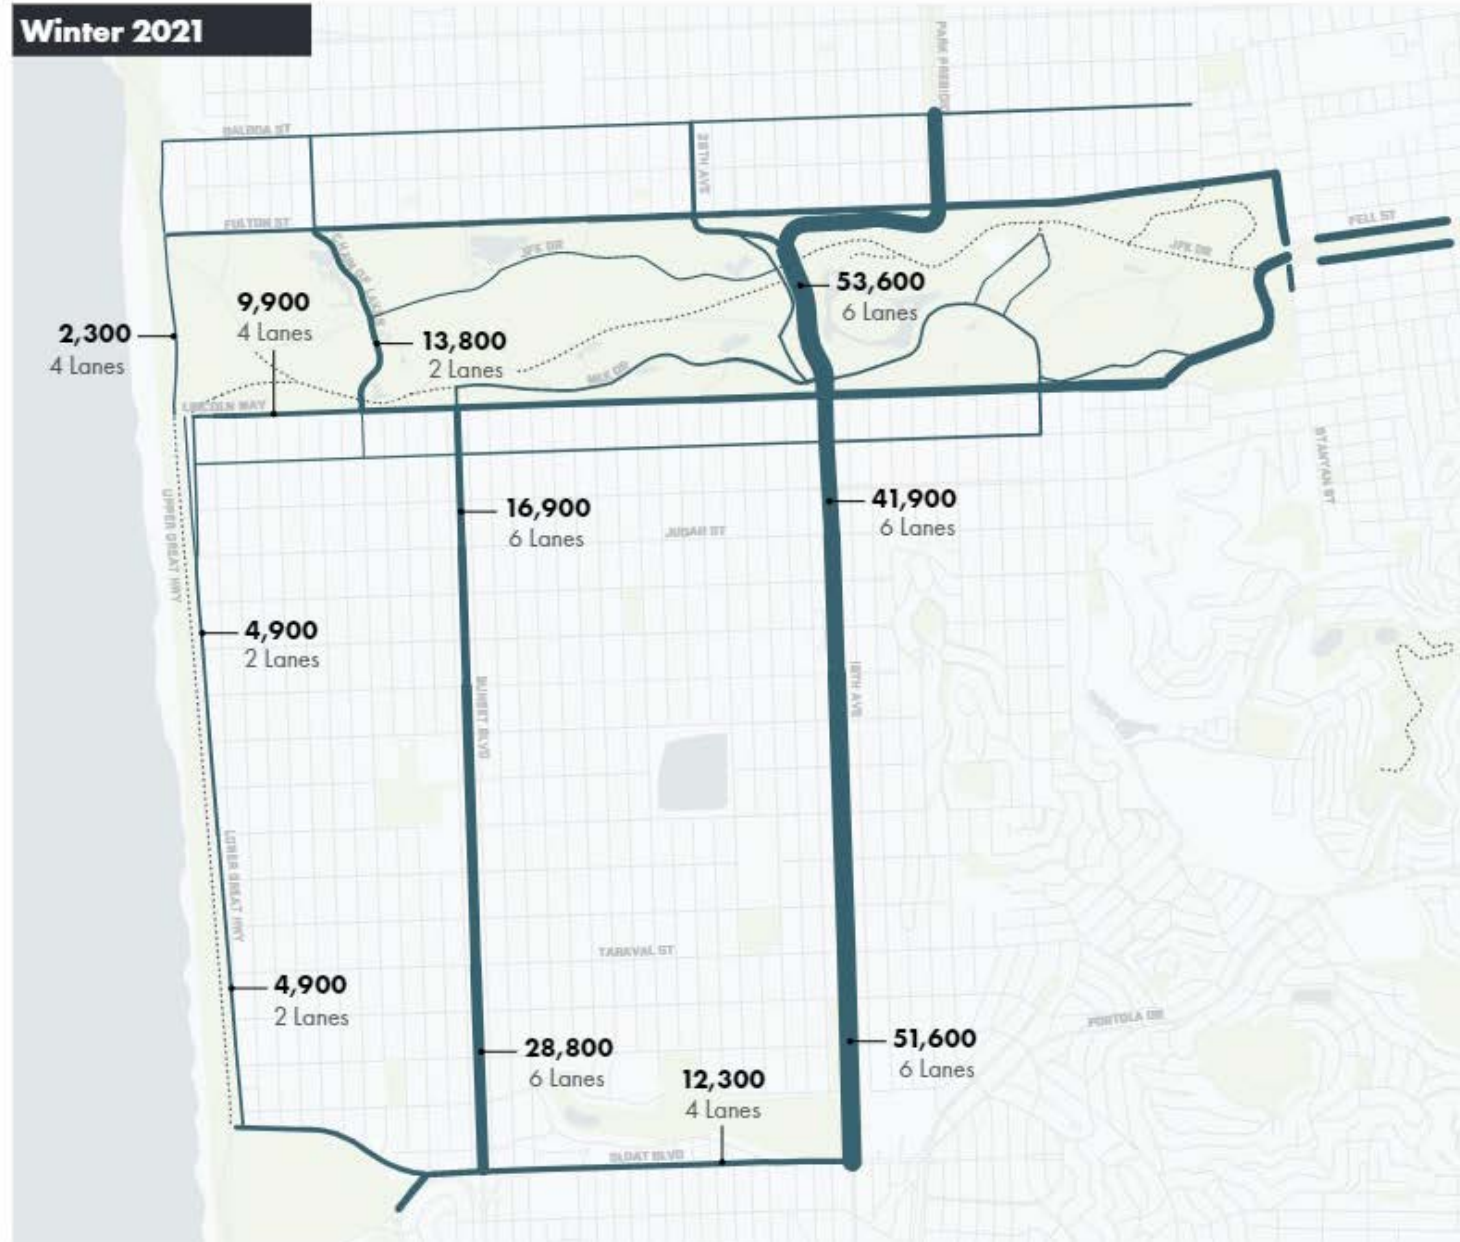 Winter 2021
PARK PRESIDIO
BALBOA ST
28TH AVE
FULTON ST
FELL ST
CHAIN OF LAKES
JFK DR
JFK DR
53,600
6 Lanes
9,900
4 Lanes
2,300
4 Lanes
13,800
2 Lanes
MLK DR
LINCOLN WAY
STANYAN ST
UPPER GREAT HWY
16,900
6 Lanes
JUDAH ST
41,900
6 Lanes
4,900
2 Lanes
SUNSET BLVD
19TH AVE
LOWER GREAT HWY
TARAVAL ST
4,900
2 Lanes
PORTOLA DR
28,800
6 Lanes
12,300
4 Lanes
51,600
6 Lanes
SLOAT BLVD